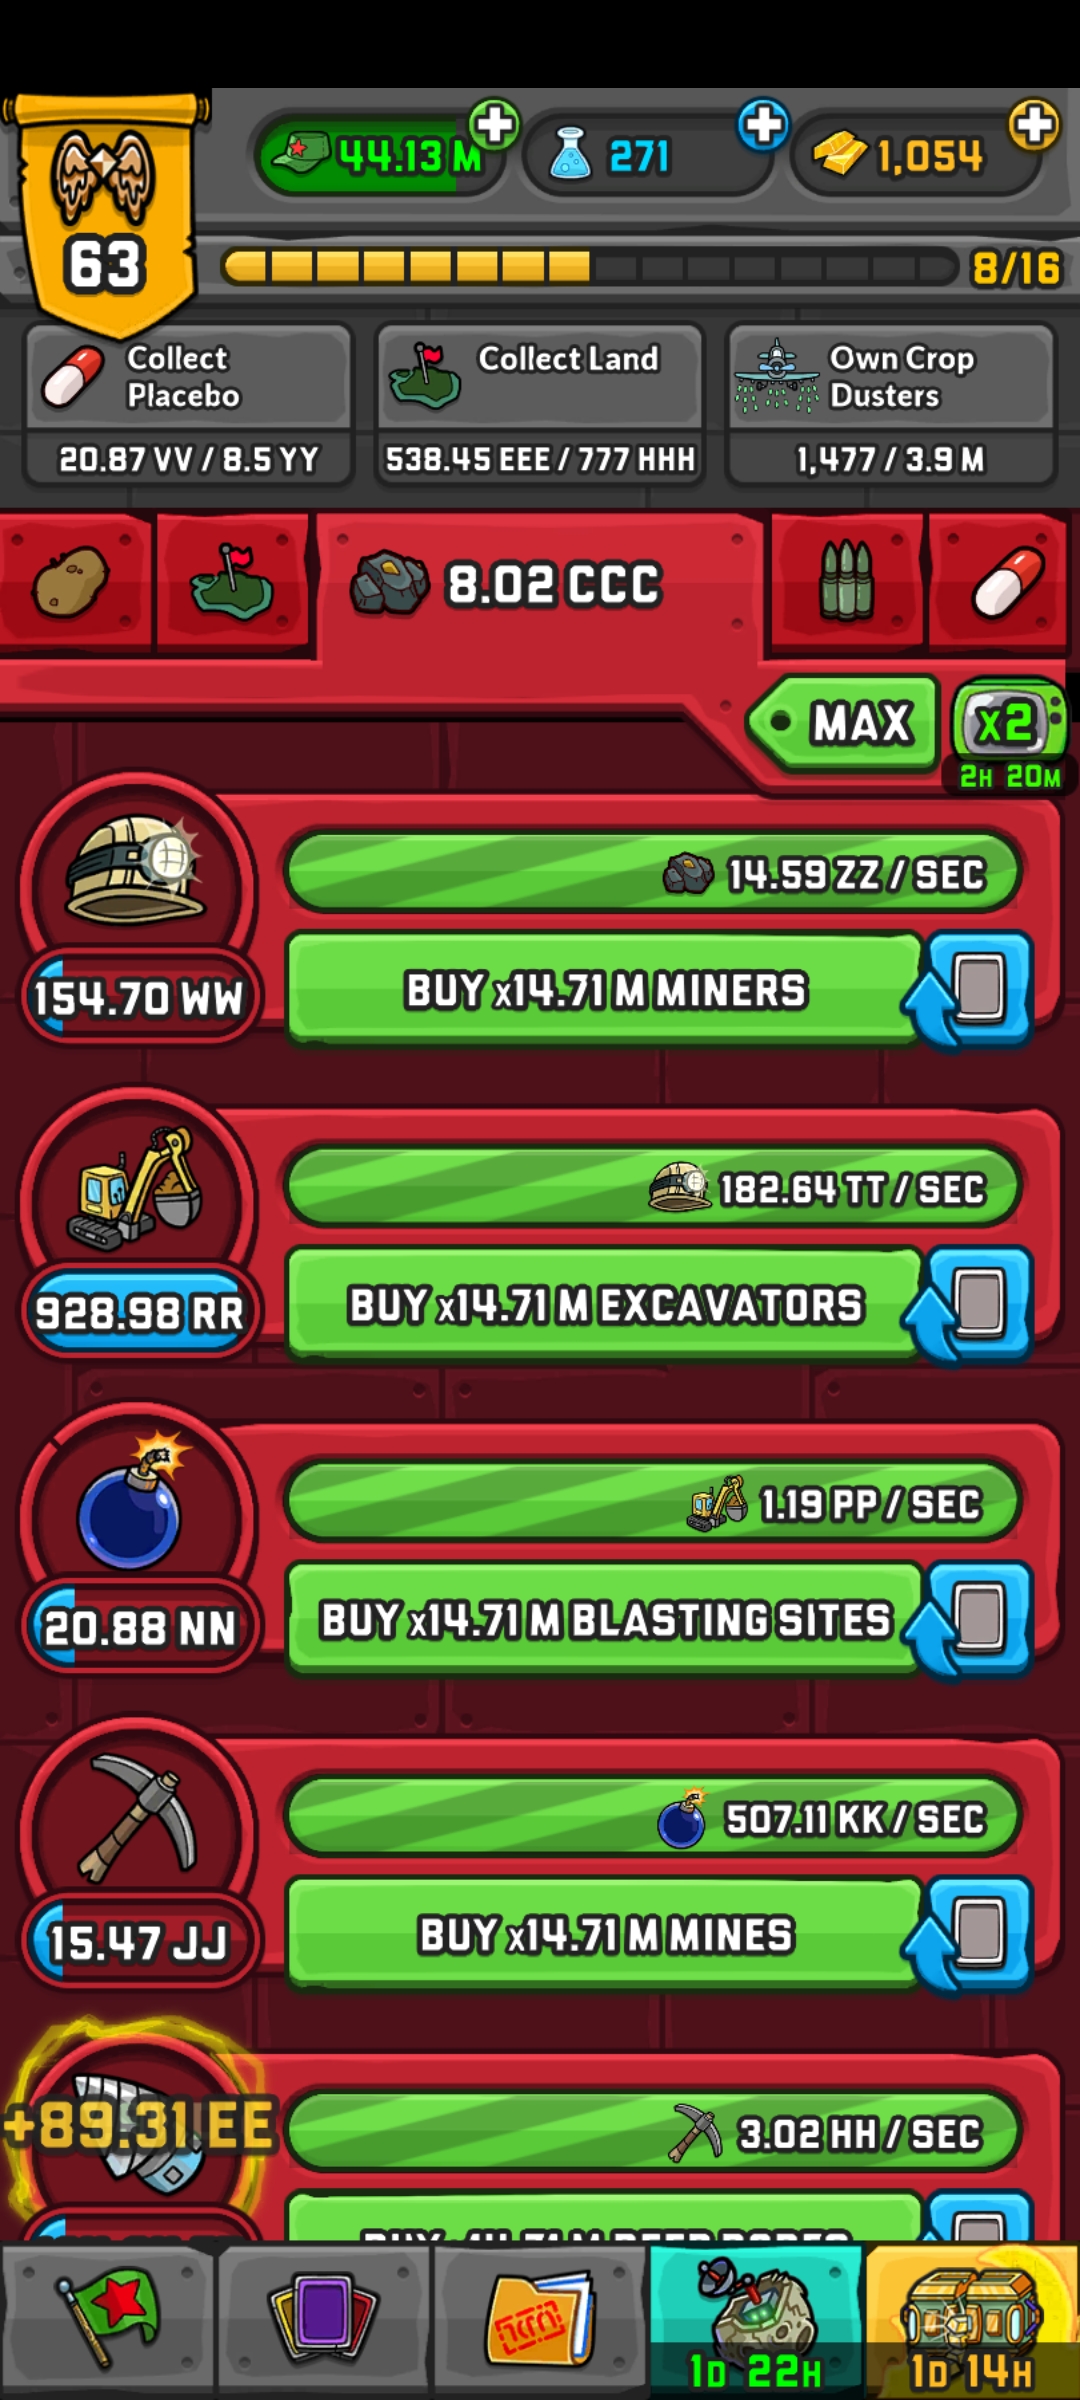 44.13 M
271
1,054
63
8/16
Collect
Placebo
20.87 VV / 8.5 YY
Collect Land
538.45 EEE / 777 HHH
Own Crop
Dusters
1,477 / 3.9 M
8.02 CCC
MAX
x2
2H 20M
14.59 ZZ / SEC
154.70 WW
BUY x14.71 M MINERS
182.64 TT / SEC
928.98 RR
BUY x14.71 M EXCAVATORS
1.19 PP / SEC
20.88 NN
BUY x14.71 M BLASTING SITES
507.11 KK / SEC
15.47 JJ
BUY x14.71 M MINES
+89.31 EE
3.02 HH / SEC
1D 22H
1D 14H